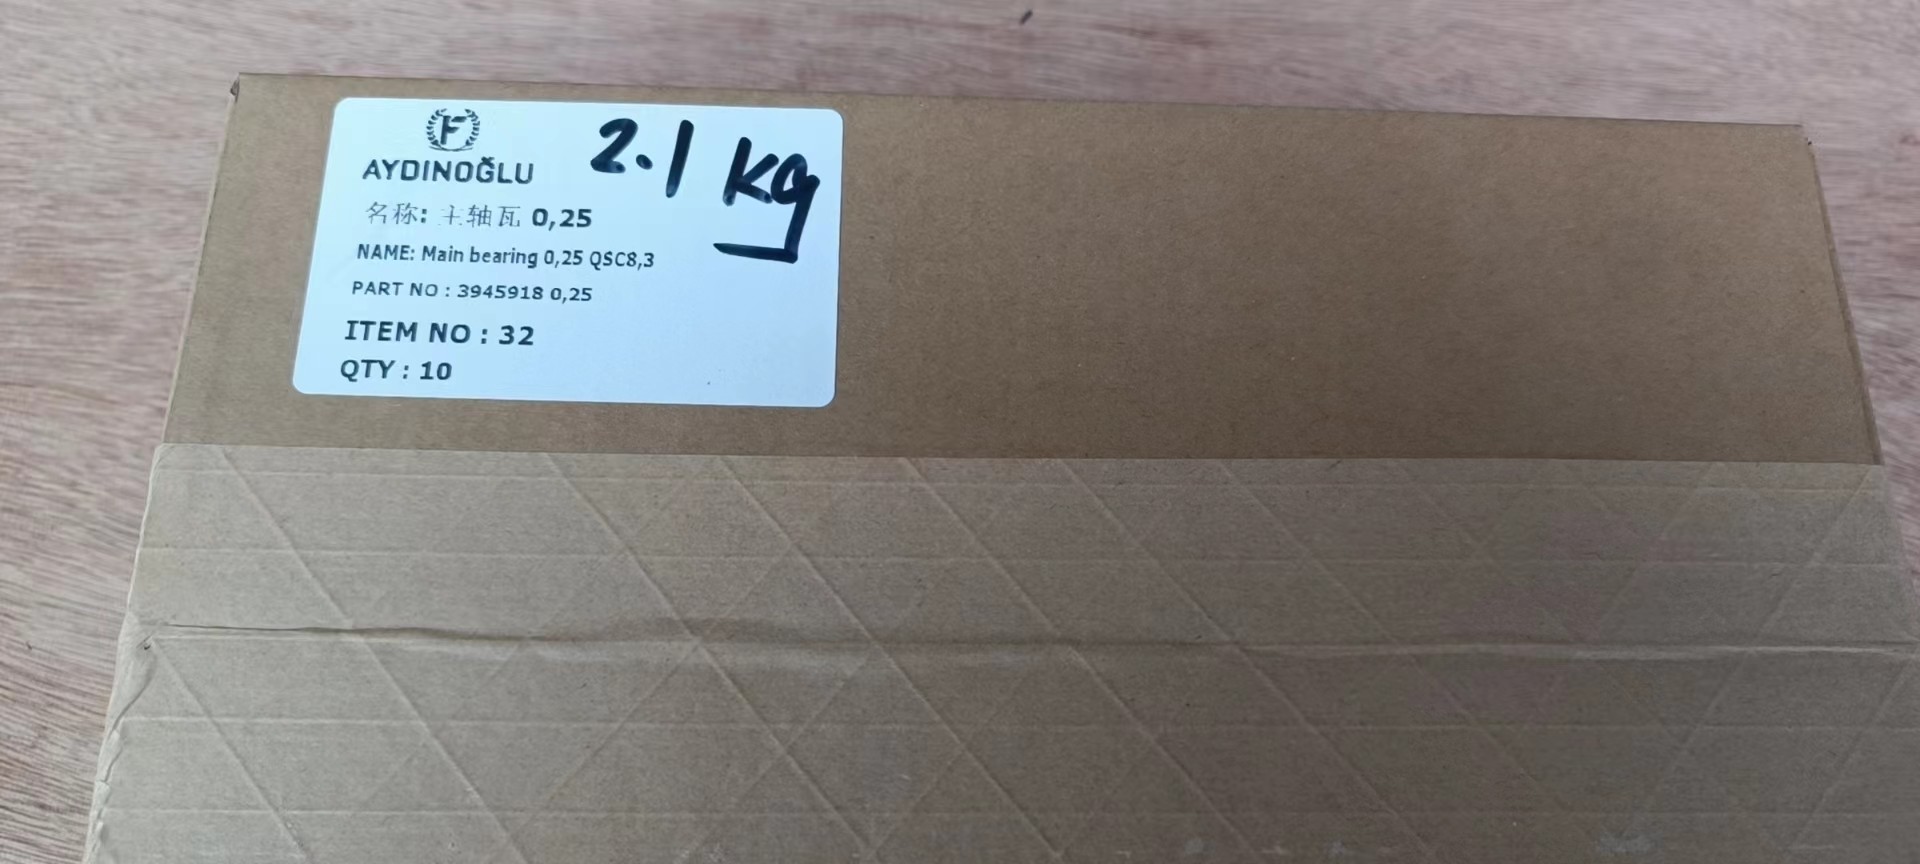 F
AYDINOĞLU
2.1 kg
名称: 主轴瓦 0,25
NAME: Main bearing 0,25 QSC8,3
PART NO : 3945918 0,25
ITEM NO : 32
QTY : 10